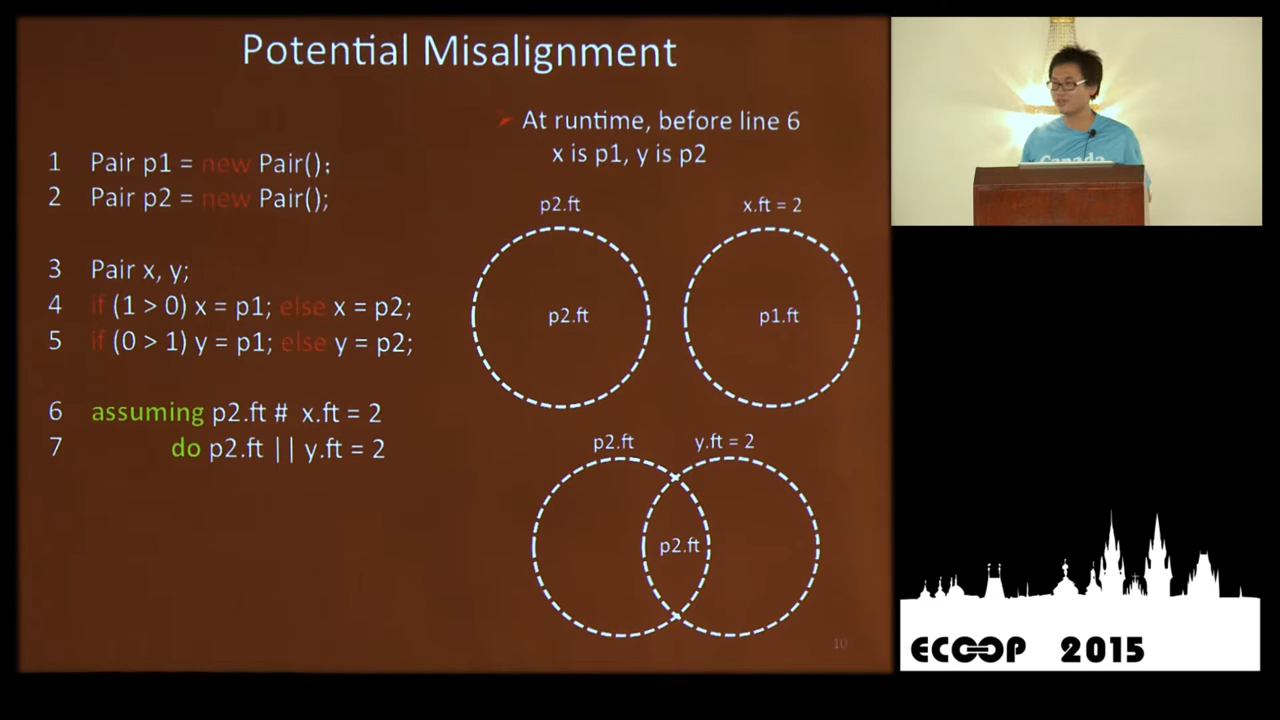 Potential Misalignment
1 Pair p1 = new Pair();
2 Pair p2 = new Pair();
3 Pair x, y;
4 if (1 > 0) x = p1; else x = p2;
5 if (0 > 1) y = p1; else y = p2;
6 assuming p2.ft # x.ft = 2
7 do p2.ft || y.ft = 2
At runtime, before line 6
x is p1, y is p2
p2.ft x.ft = 2
p2.ft p1.ft
p2.ft y.ft = 2
p2.ft
10
Canada
ECOOP 2015